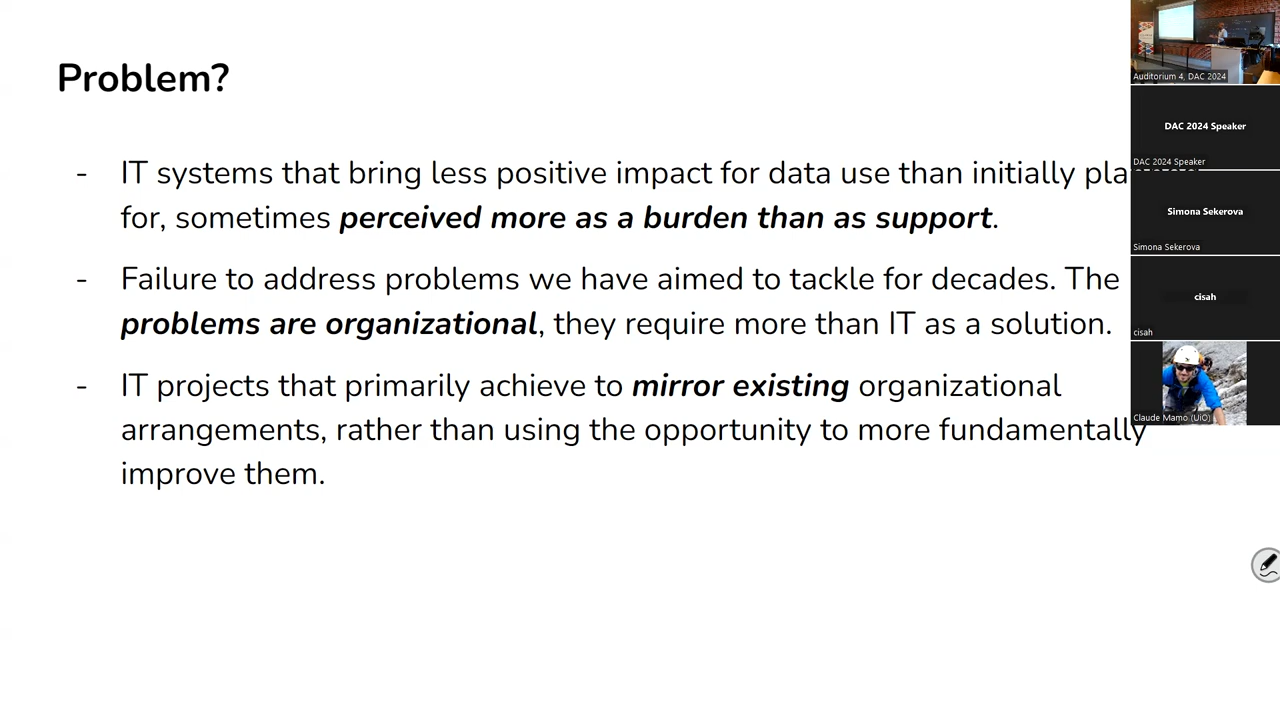 Problem?
- IT systems that bring less positive impact for data use than initially planned
for, sometimes perceived more as a burden than as support.
- Failure to address problems we have aimed to tackle for decades. The
problems are organizational, they require more than IT as a solution.
- IT projects that primarily achieve to mirror existing organizational
arrangements, rather than using the opportunity to more fundamentally
improve them.
Auditorium 4, DAC 2024
DAC 2024 Speaker
DAC 2024 Speaker
Simona Sekerova
Simona Sekerova
cisah
cisah
Claude Mamo (UiO)